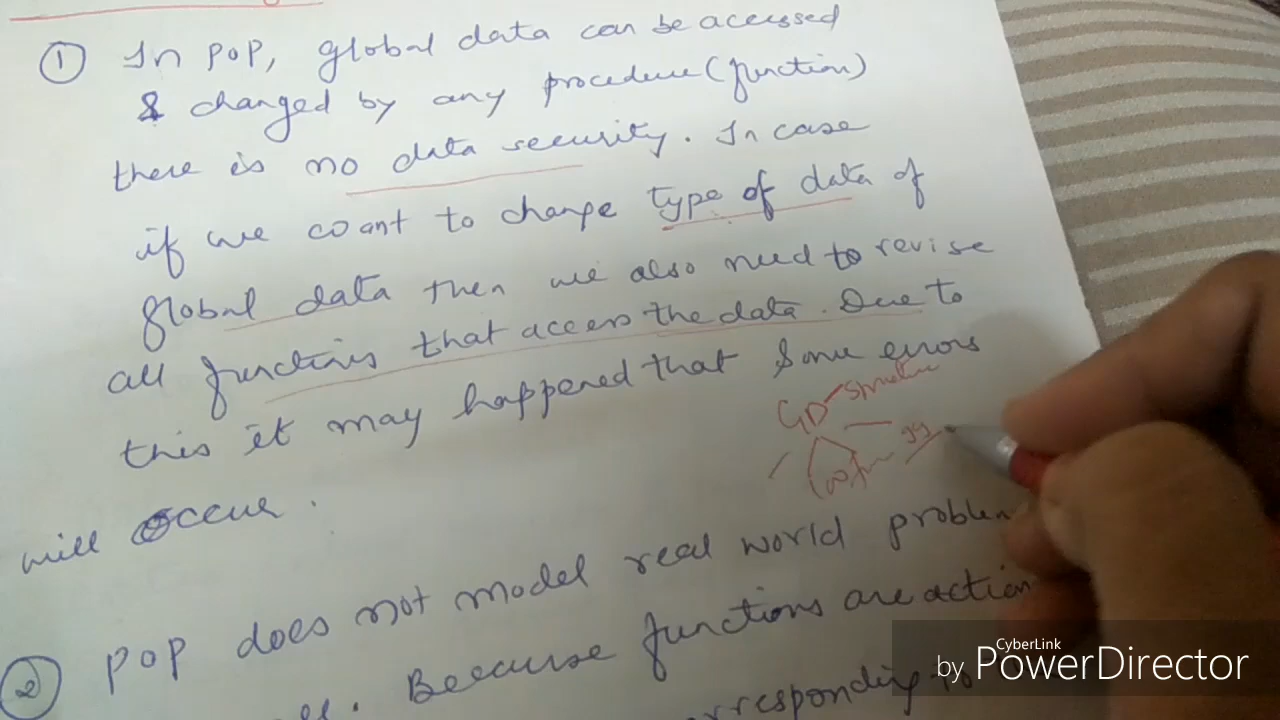 ① In POP, global data can be acessed
& changed by any procedure (function)
there is no data security. In case
if we want to change type of data of
global data then we also need to revise
all functions that access the data. Due to
this it may happened that some errors
will occur.
GD
② POP does not model real world problem
Because functions are action
by CyberLink PowerDirector